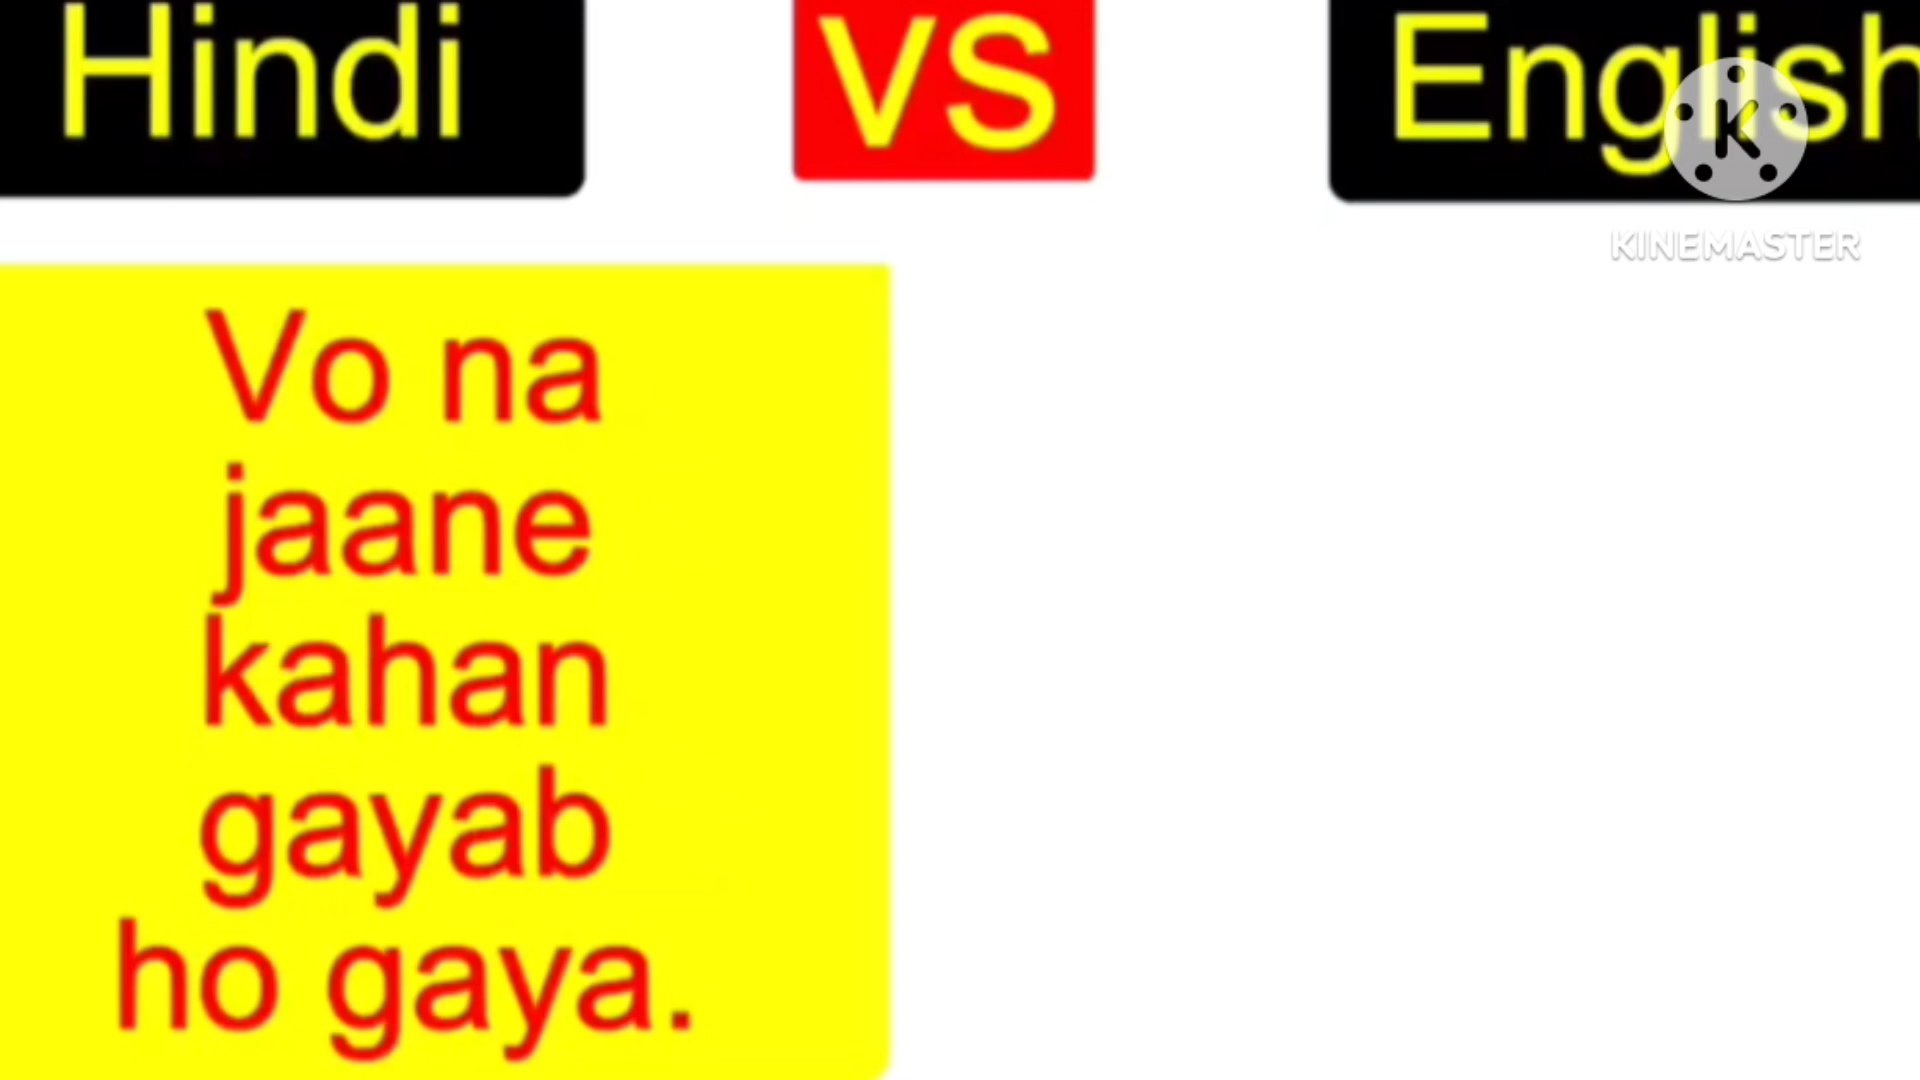 Hindi
VS
English
KINEMASTER
Vo na
jaane
kahan
gayab
ho gaya.